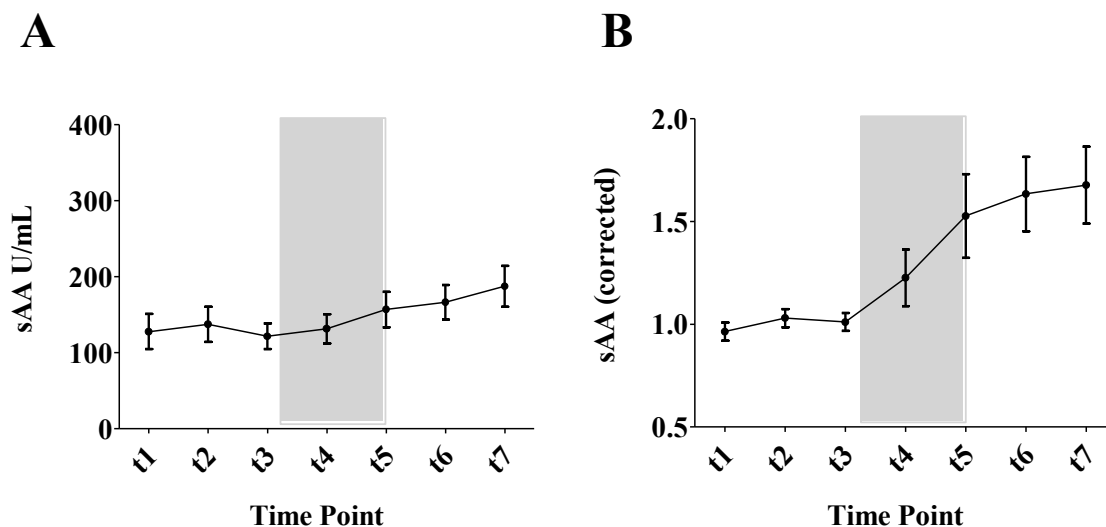 A
B
sAA U/mL
400
300
200
100
0
t1 t2 t3 t4 t5 t6 t7
Time Point
sAA (corrected)
2.0
1.5
1.0
0.5
t1 t2 t3 t4 t5 t6 t7
Time Point